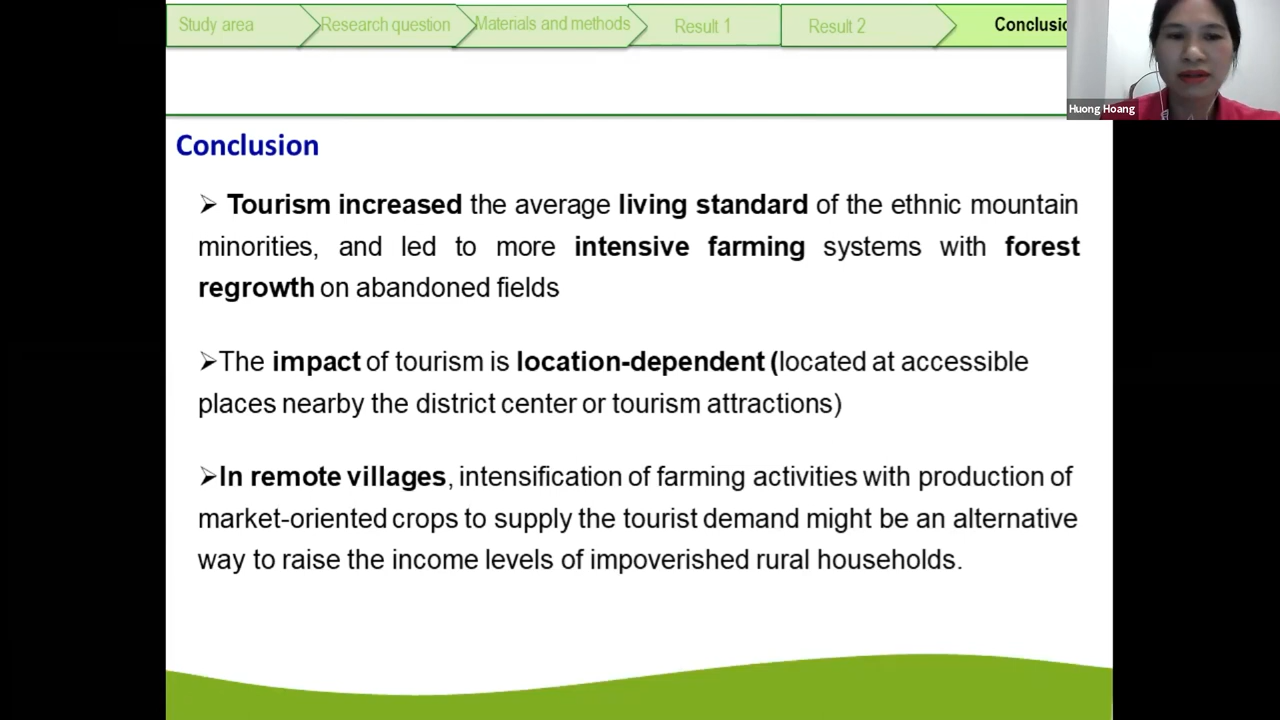 Study area Research question Materials and methods Result 1 Result 2 Conclusio
Huong Hoang
Conclusion
➢ Tourism increased the average living standard of the ethnic mountain
minorities, and led to more intensive farming systems with forest
regrowth on abandoned fields
➢The impact of tourism is location-dependent (located at accessible
places nearby the district center or tourism attractions)
➢In remote villages, intensification of farming activities with production of
market-oriented crops to supply the tourist demand might be an alternative
way to raise the income levels of impoverished rural households.